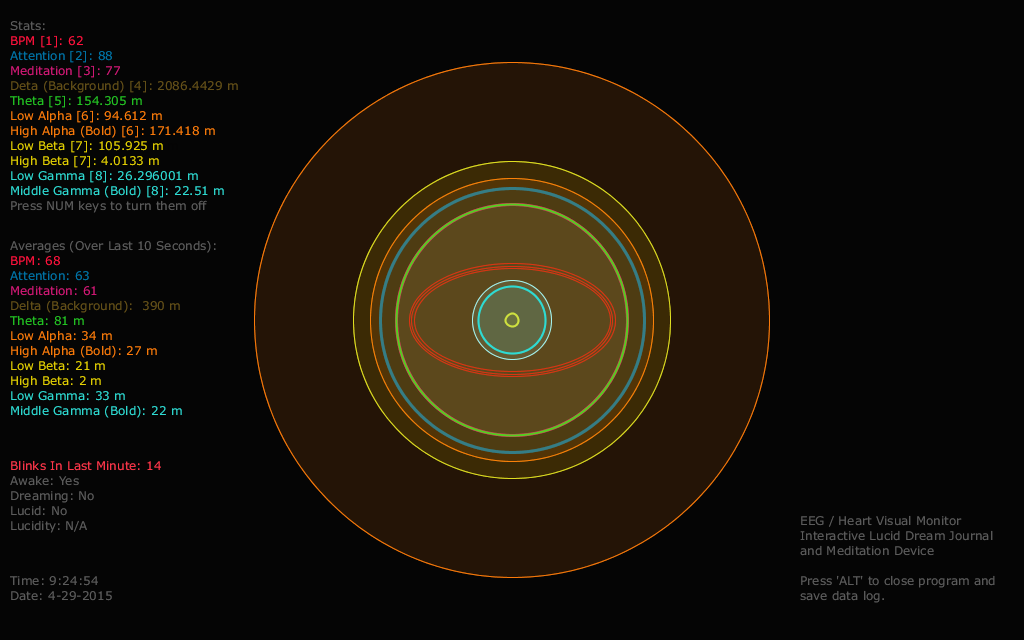 Stats:
BPM [1]: 62
Attention [2]: 88
Meditation [3]: 77
Deta (Background) [4]: 2086.4429 m
Theta [5]: 154.305 m
Low Alpha [6]: 94.612 m
High Alpha (Bold) [6]: 171.418 m
Low Beta [7]: 105.925 m
High Beta [7]: 4.0133 m
Low Gamma [8]: 26.296001 m
Middle Gamma (Bold) [8]: 22.51 m
Press NUM keys to turn them off
Averages (Over Last 10 Seconds):
BPM: 68
Attention: 63
Meditation: 61
Delta (Background):  390 m
Theta: 81 m
Low Alpha: 34 m
High Alpha (Bold): 27 m
Low Beta: 21 m
High Beta: 2 m
Low Gamma: 33 m
Middle Gamma (Bold): 22 m
Blinks In Last Minute: 14
Awake: Yes
Dreaming: No
Lucid: No
Lucidity: N/A
Time: 9:24:54
Date: 4-29-2015
EEG / Heart Visual Monitor
Interactive Lucid Dream Journal
and Meditation Device
Press 'ALT' to close program and
save data log.